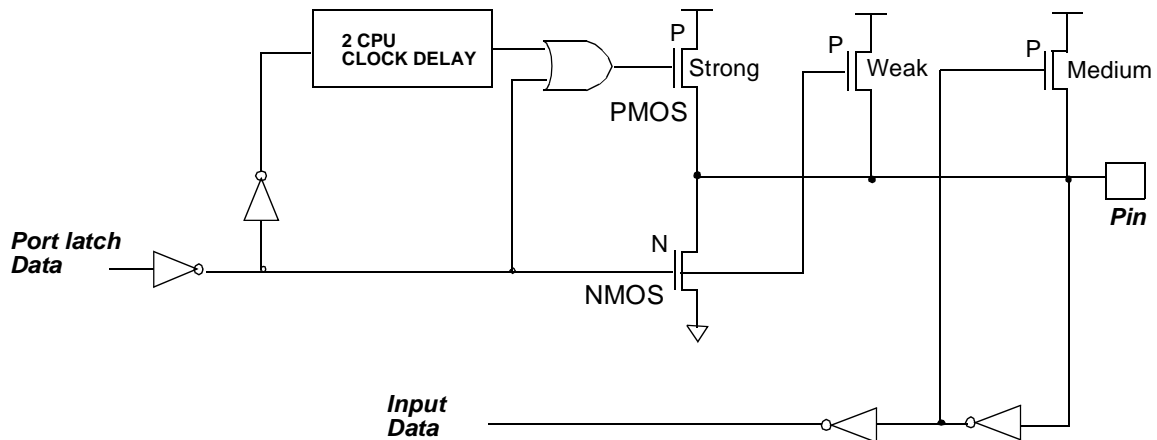 2 CPU
CLOCK DELAY
P
Strong
PMOS
P
Weak
P
Medium
Pin
Port latch
Data
N
NMOS
Input
Data